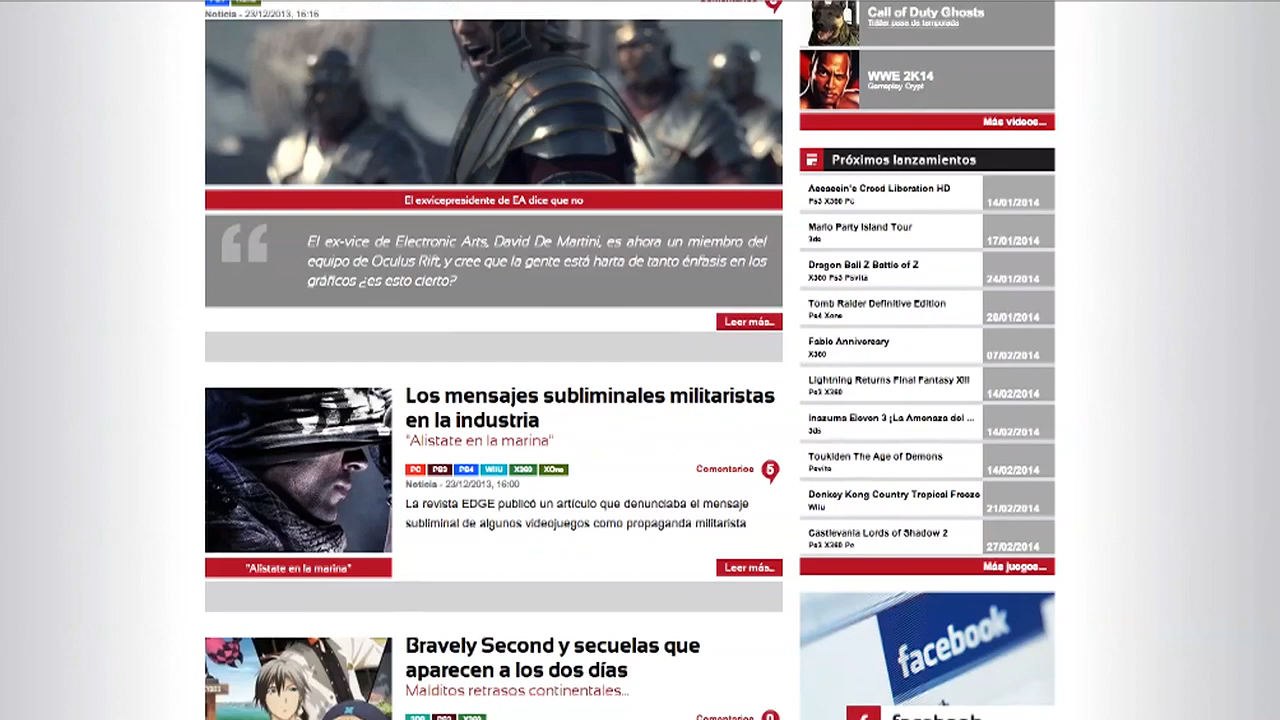 Noticia - 23/12/2013, 16:16
Comentarios
El exvicepresidente de EA dice que no
El ex-vice de Electronic Arts, David De Martini, es ahora un miembro del
equipo de Oculus Rift, y cree que la gente está harta de tanto énfasis en los
gráficos ¿es esto cierto?
Leer más...
Los mensajes subliminales militaristas
en la industria
"Alístate en la marina"
PC PS3 PS4 WiiU X360 XOne
Comentarios 5
Noticia - 23/12/2013, 16:00
La revista EDGE publicó un artículo que denunciaba el mensaje
subliminal de algunos videojuegos como propaganda militarista
"Alístate en la marina"
Leer más...
Bravely Second y secuelas que
aparecen a los dos días
Malditos retrasos continentales...
3DS PS3 X360
Comentarios 0
Call of Duty Ghosts
Tráiler pase de temporada
WWE 2K14
Gameplay Crypt
Más vídeos...
Próximos lanzamientos
Assassin's Creed Liberation HD
Ps3 X360 Pc
14/01/2014
Mario Party Island Tour
3ds
17/01/2014
Dragon Ball Z Battle of Z
X360 Ps3 Psvita
24/01/2014
Tomb Raider Definitive Edition
Ps4 Xone
28/01/2014
Fable Anniversary
X360
07/02/2014
Lightning Returns Final Fantasy XIII
Ps3 X360
14/02/2014
Inazuma Eleven 3 ¡La Amenaza del ...
3ds
14/02/2014
Toukiden The Age of Demons
Psvita
14/02/2014
Donkey Kong Country Tropical Freeze
Wiiu
21/02/2014
Castlevania Lords of Shadow 2
Ps3 X360 Pc
27/02/2014
Más juegos...
facebook
facebook